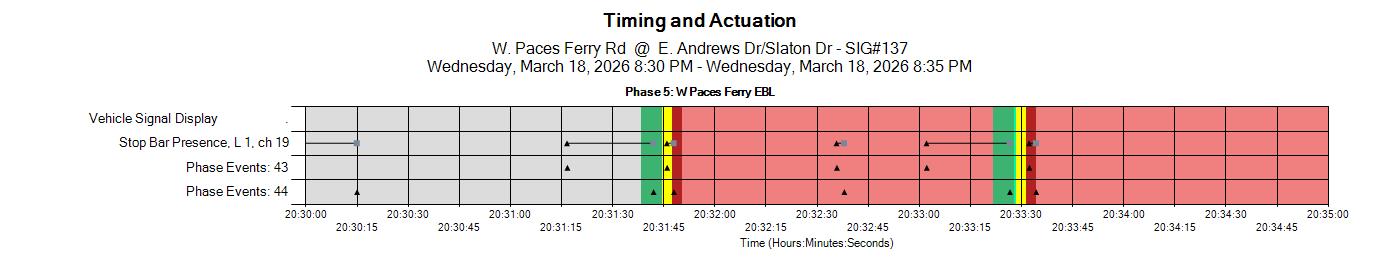 Timing and Actuation
W. Paces Ferry Rd @ E. Andrews Dr/Slaton Dr - SIG#137
Wednesday, March 18, 2026 8:30 PM - Wednesday, March 18, 2026 8:35 PM
Phase 5: W Paces Ferry EBL
Vehicle Signal Display .
Stop Bar Presence, L 1, ch 19
Phase Events: 43
Phase Events: 44
20:30:00 20:30:30 20:31:00 20:31:30 20:32:00 20:32:30 20:33:00 20:33:30 20:34:00 20:34:30 20:35:00
20:30:15 20:30:45 20:31:15 20:31:45 20:32:15 20:32:45 20:33:15 20:33:45 20:34:15 20:34:45
Time (Hours:Minutes:Seconds)